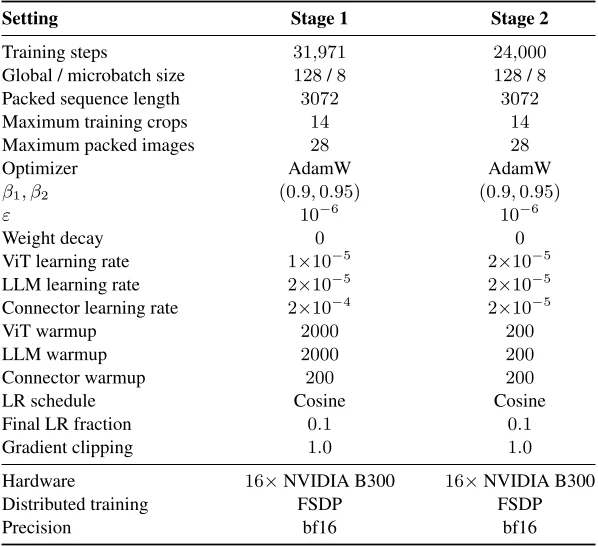 Setting Stage 1 Stage 2
Training steps 31,971 24,000
Global / microbatch size 128 / 8 128 / 8
Packed sequence length 3072 3072
Maximum training crops 14 14
Maximum packed images 28 28
Optimizer AdamW AdamW
β₁, β₂ (0.9, 0.95) (0.9, 0.95)
ε 10⁻⁶ 10⁻⁶
Weight decay 0 0
ViT learning rate 1×10⁻⁵ 2×10⁻⁵
LLM learning rate 2×10⁻⁵ 2×10⁻⁵
Connector learning rate 2×10⁻⁴ 2×10⁻⁵
ViT warmup 2000 200
LLM warmup 2000 200
Connector warmup 200 200
LR schedule Cosine Cosine
Final LR fraction 0.1 0.1
Gradient clipping 1.0 1.0
Hardware 16× NVIDIA B300 16× NVIDIA B300
Distributed training FSDP FSDP
Precision bf16 bf16